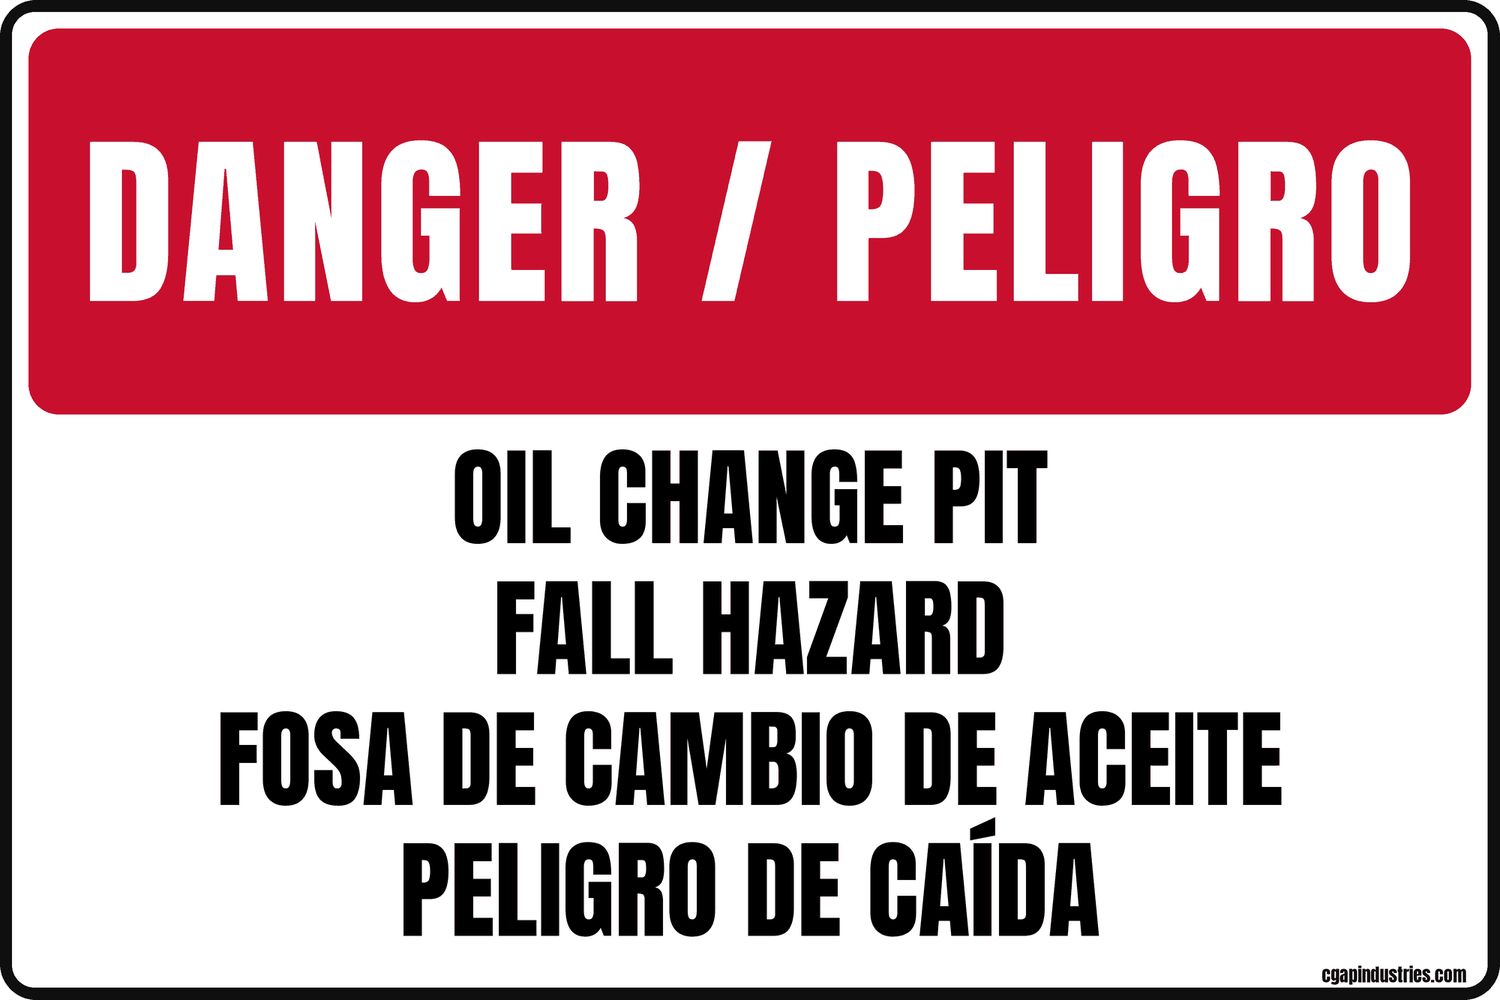 DANGER / PELIGRO
OIL CHANGE PIT
FALL HAZARD
FOSA DE CAMBIO DE ACEITE
PELIGRO DE CAÍDA
cgapindustries.com